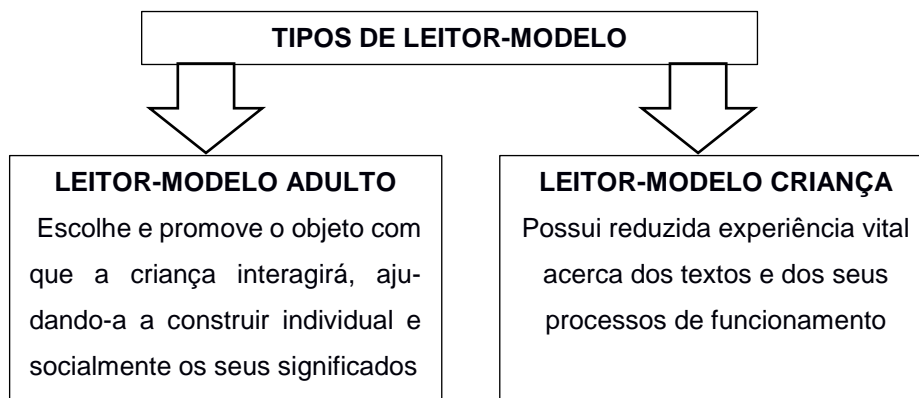 TIPOS DE LEITOR-MODELO
LEITOR-MODELO ADULTO
Escolhe e promove o objeto com
que a criança interagirá, aju-
dando-a a construir individual e
socialmente os seus significados
LEITOR-MODELO CRIANÇA
Possui reduzida experiência vital
acerca dos textos e dos seus
processos de funcionamento